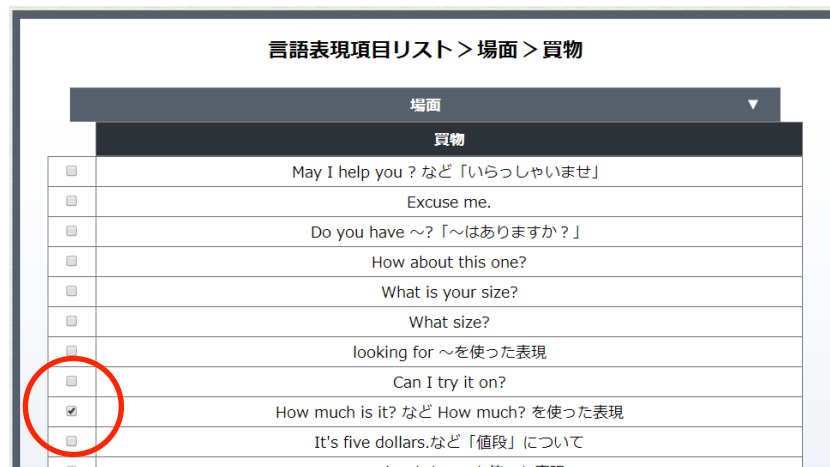 言語表現項目リスト＞場面＞買物
場面 ▼
買物
May I help you ? など「いらっしゃいませ」
Excuse me.
Do you have ～?「～はありますか？」
How about this one?
What is your size?
What size?
looking for ～を使った表現
Can I try it on?
How much is it? など How much? を使った表現
It's five dollars.など「値段」について